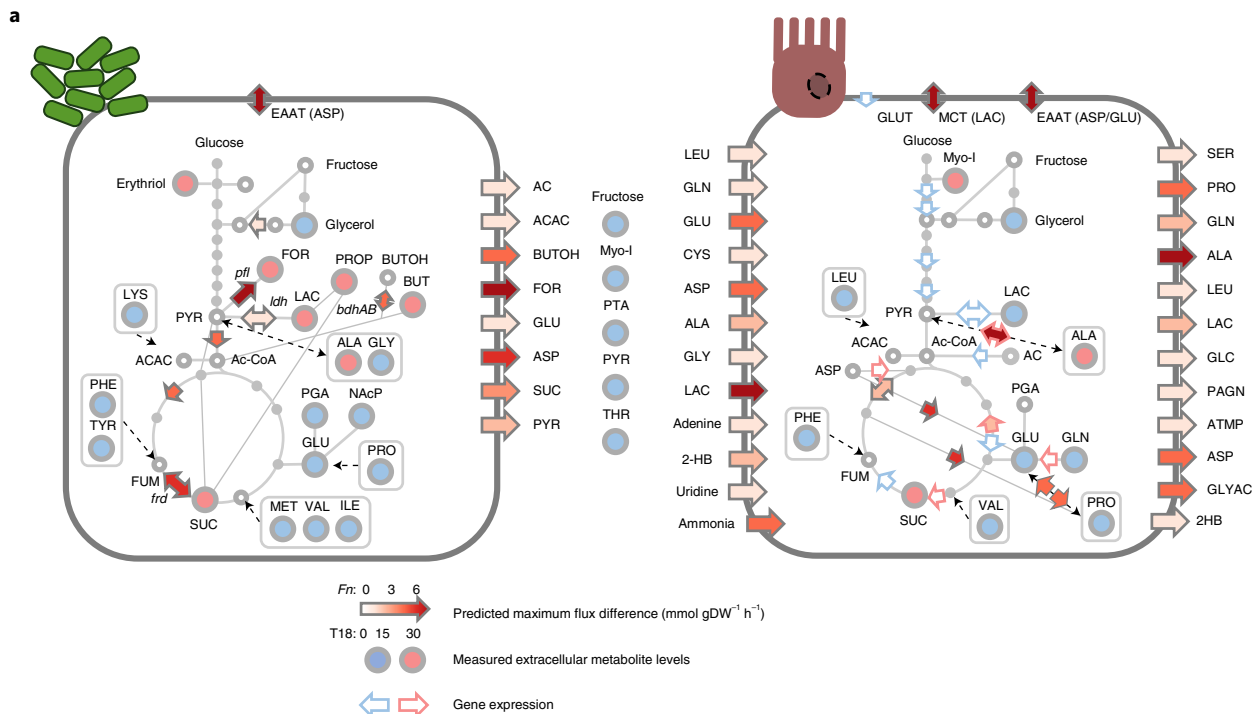 a
EAAT (ASP)
Glucose
Fructose
Erythriol
Glycerol
FOR
PROP
BUTOH
pfl
ldh
LAC
BUT
bdhAB
LYS
PYR
ACAC
Ac-CoA
ALA GLY
PHE
TYR
PGA
NAcP
GLU
PRO
FUM
frd
SUC
MET VAL ILE
AC
ACAC
BUTOH
FOR
GLU
ASP
SUC
PYR
Fructose
Myo-I
PTA
PYR
THR
GLUT
MCT (LAC)
EAAT (ASP/GLU)
LEU
GLN
GLU
CYS
ASP
ALA
GLY
LAC
Adenine
2-HB
Uridine
Ammonia
Glucose
Myo-I
Fructose
Glycerol
LEU
PYR
LAC
ACAC
Ac-CoA
AC
ALA
ASP
PGA
PHE
GLU
GLN
FUM
SUC
VAL
PRO
SER
PRO
GLN
ALA
LEU
LAC
GLC
PAGN
ATMP
ASP
GLYAC
2HB
Fn: 0 3 6
Predicted maximum flux difference (mmol gDW⁻¹ h⁻¹)
T18: 0 15 30
Measured extracellular metabolite levels
Gene expression